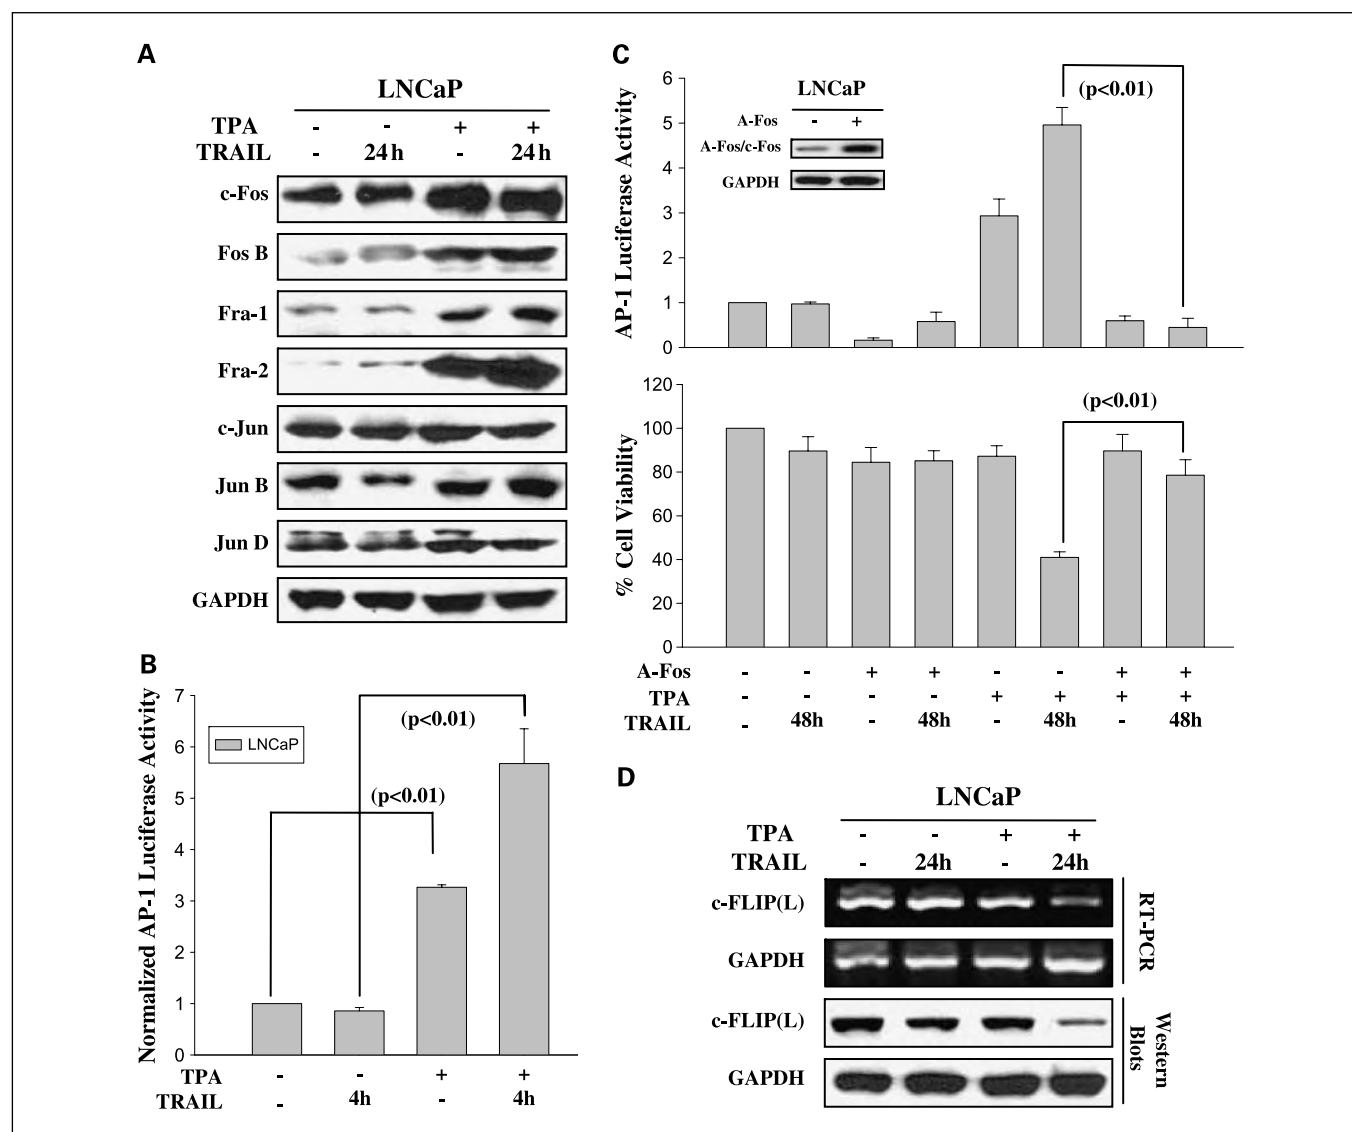 A
LNCaP
TPA - - + +
TRAIL - 24h - 24h
c-Fos
Fos B
Fra-1
Fra-2
c-Jun
Jun B
Jun D
GAPDH
B
Normalized AP-1 Luciferase Activity
7
6
5
4
3
2
1
0
LNCaP
(p<0.01)
(p<0.01)
TPA - - + +
TRAIL - 4h - 4h
C
AP-1 Luciferase Activity
6
5
4
3
2
1
0
LNCaP
A-Fos - +
A-Fos/c-Fos
GAPDH
(p<0.01)
% Cell Viability
120
100
80
60
40
20
0
(p<0.01)
A-Fos - - + + - - + +
TPA - - - - + + + +
TRAIL - 48h - 48h - 48h - 48h
D
LNCaP
TPA - - + +
TRAIL - 24h - 24h
c-FLIP(L)
GAPDH
RT-PCR
c-FLIP(L)
GAPDH
Western
Blots